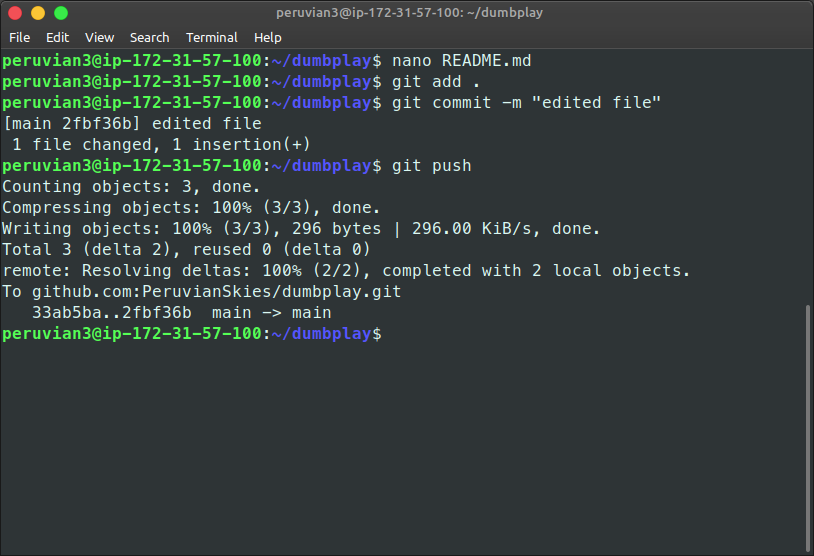 peruvian3@ip-172-31-57-100: ~/dumbplay
File Edit View Search Terminal Help
peruvian3@ip-172-31-57-100:~/dumbplay$ nano README.md
peruvian3@ip-172-31-57-100:~/dumbplay$ git add .
peruvian3@ip-172-31-57-100:~/dumbplay$ git commit -m "edited file"
[main 2fbf36b] edited file
 1 file changed, 1 insertion(+)
peruvian3@ip-172-31-57-100:~/dumbplay$ git push
Counting objects: 3, done.
Compressing objects: 100% (3/3), done.
Writing objects: 100% (3/3), 296 bytes | 296.00 KiB/s, done.
Total 3 (delta 2), reused 0 (delta 0)
remote: Resolving deltas: 100% (2/2), completed with 2 local objects.
To github.com:PeruvianSkies/dumbplay.git
   33ab5ba..2fbf36b  main -> main
peruvian3@ip-172-31-57-100:~/dumbplay$